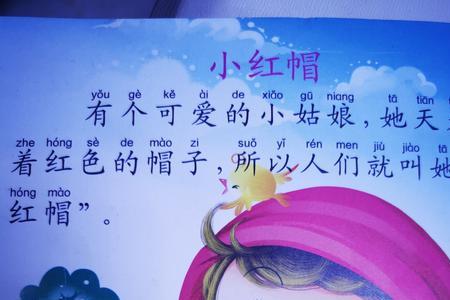 小红帽
yǒu gè kě ài de xiǎo gū niang tā tiān
有个可爱的小姑娘，她天
zhe hóng sè de mào zi suǒ yǐ rén men jiù jiào tā
着红色的帽子，所以人们就叫她
hóng mào
红帽”。